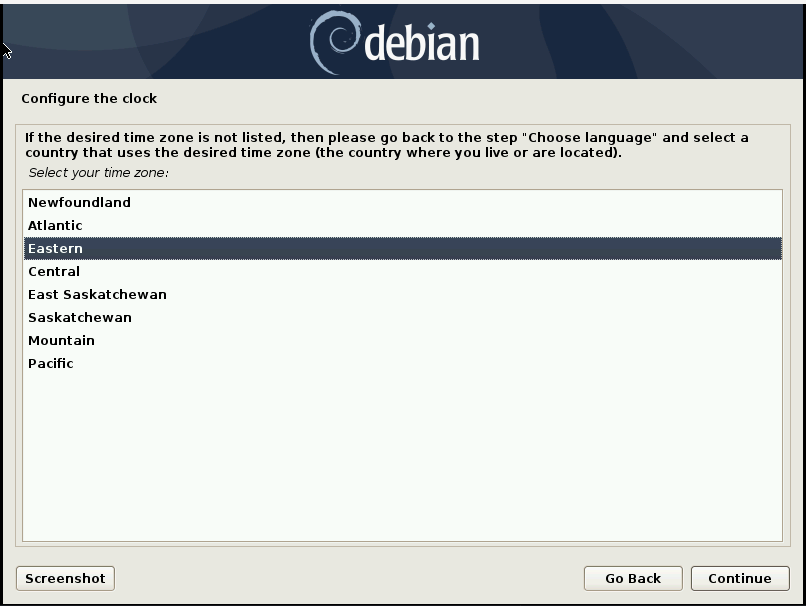 debian
Configure the clock
If the desired time zone is not listed, then please go back to the step "Choose language" and select a
country that uses the desired time zone (the country where you live or are located).
Select your time zone:
Newfoundland
Atlantic
Eastern
Central
East Saskatchewan
Saskatchewan
Mountain
Pacific
Screenshot
Go Back
Continue